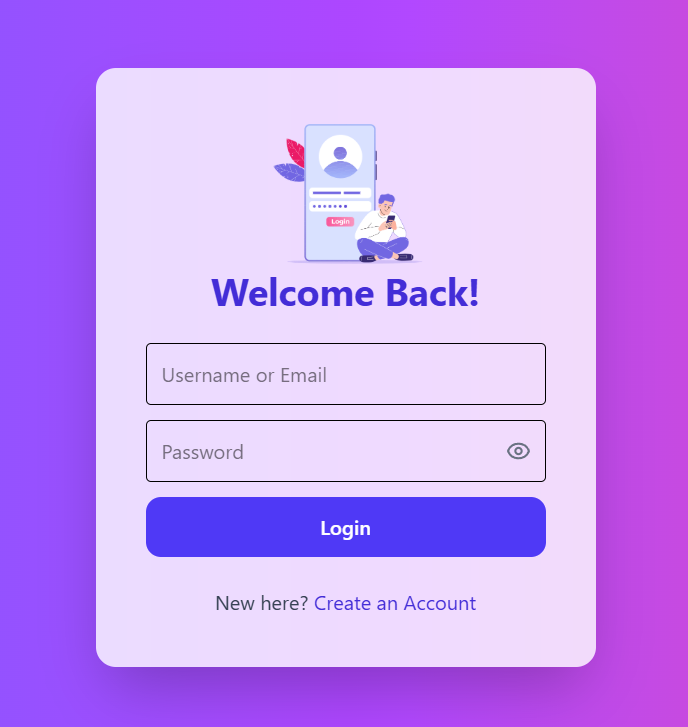 Login
Welcome Back!
Username or Email
Password
Login
New here? Create an Account